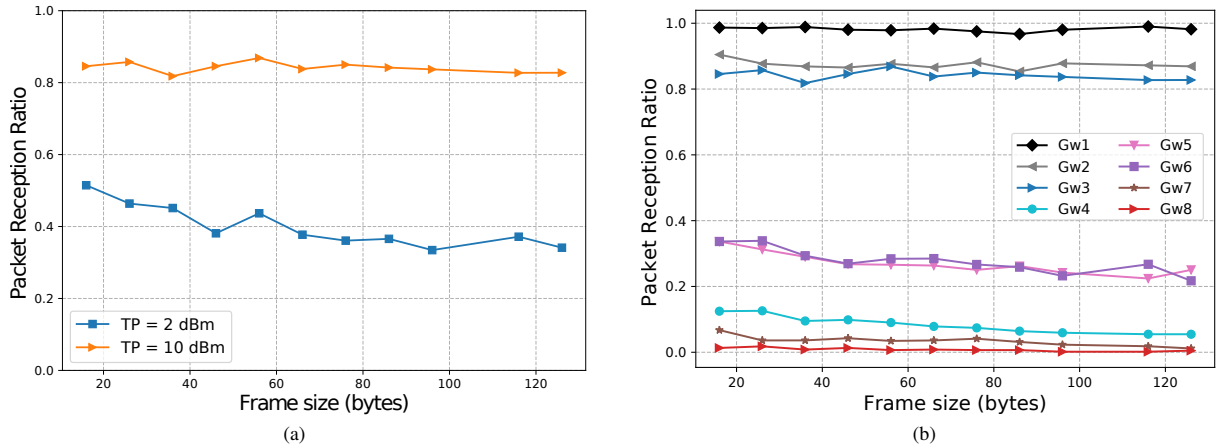 Packet Reception Ratio
1.0
0.8
0.6
0.4
0.2
0.0
TP = 2 dBm
TP = 10 dBm
20 40 60 80 100 120
Frame size (bytes)
(a)
Packet Reception Ratio
1.0
0.8
0.6
0.4
0.2
0.0
Gw1 Gw5
Gw2 Gw6
Gw3 Gw7
Gw4 Gw8
20 40 60 80 100 120
Frame size (bytes)
(b)